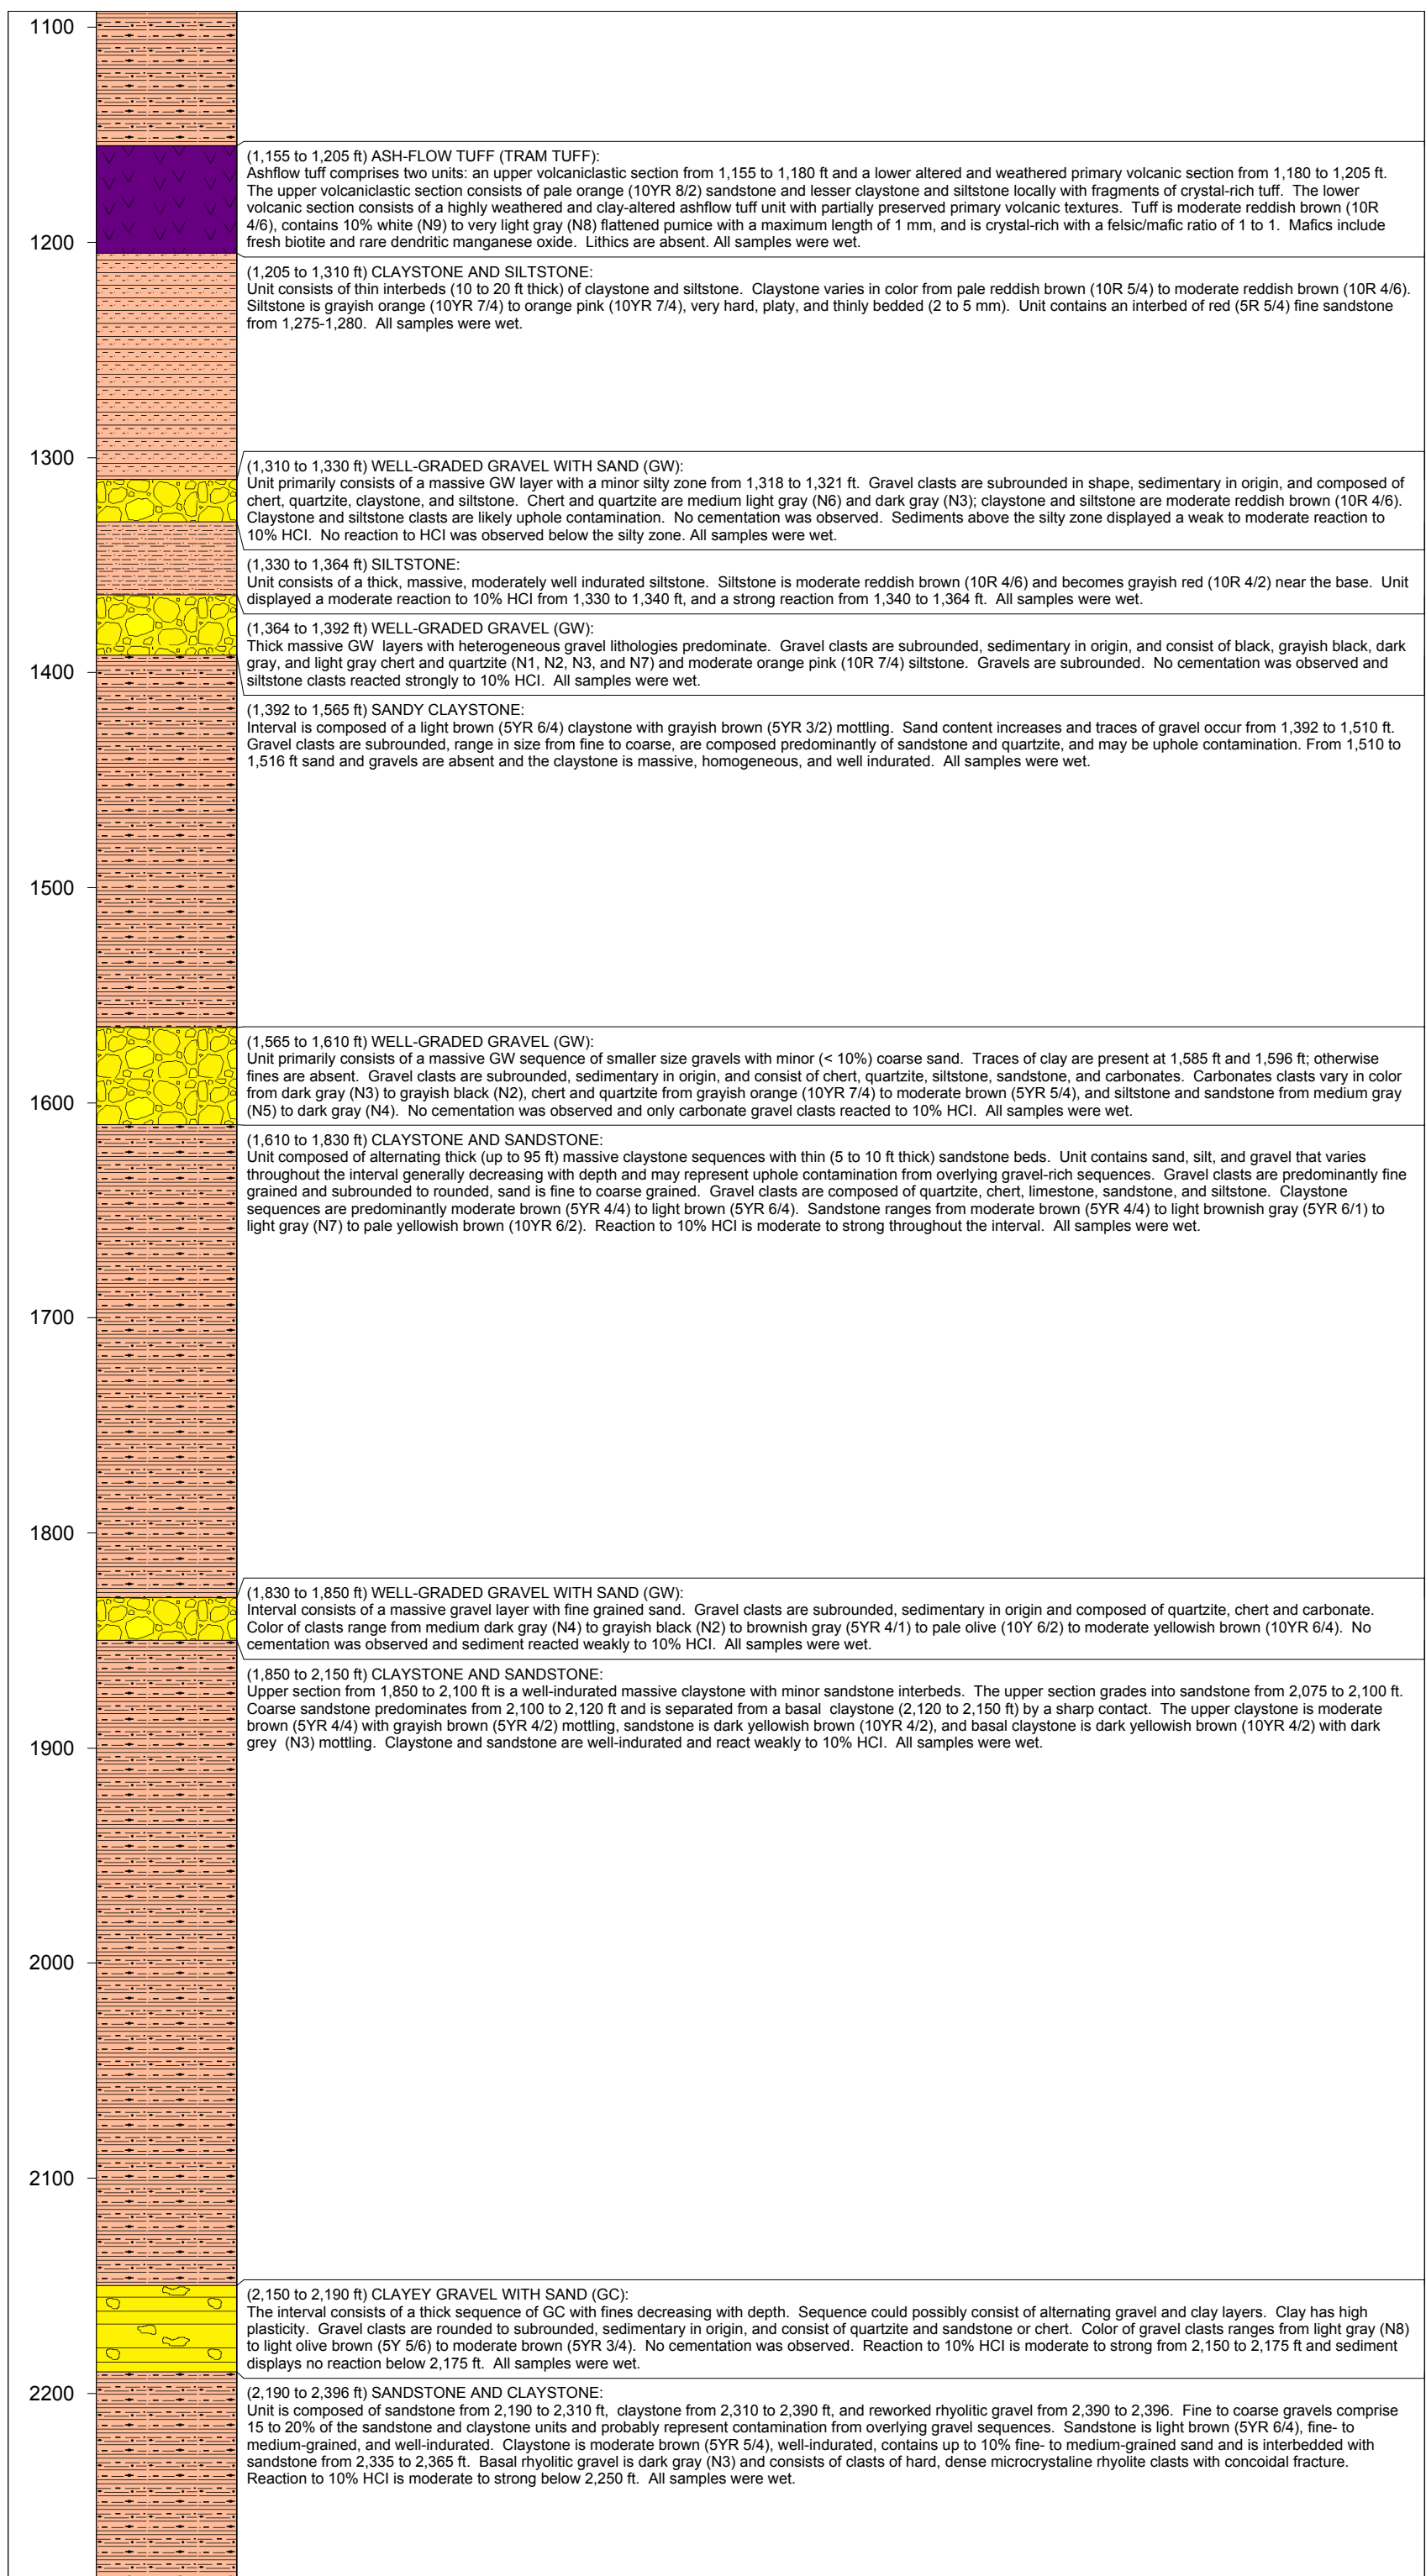 1100
(1,155 to 1,205 ft) ASH-FLOW TUFF (TRAM TUFF):
Ashflow tuff comprises two units: an upper volcaniclastic section from 1,155 to 1,180 ft and a lower altered and weathered primary volcanic section from 1,180 to 1,205 ft.
The upper volcaniclastic section consists of pale orange (10YR 8/2) sandstone and lesser claystone and siltstone locally with fragments of crystal-rich tuff. The lower
volcanic section consists of a highly weathered and clay-altered ashflow tuff unit with partially preserved primary volcanic textures. Tuff is moderate reddish brown (10R
4/6), contains 10% white (N9) to very light gray (N8) flattened pumice with a maximum length of 1 mm, and is crystal-rich with a felsic/mafic ratio of 1 to 1. Mafics include
fresh biotite and rare dendritic manganese oxide. Lithics are absent. All samples were wet.
1200
(1,205 to 1,310 ft) CLAYSTONE AND SILTSTONE:
Unit consists of thin interbeds (10 to 20 ft thick) of claystone and siltstone. Claystone varies in color from pale reddish brown (10R 5/4) to moderate reddish brown (10R 4/6).
Siltstone is grayish orange (10YR 7/4) to orange pink (10YR 7/4), very hard, platy, and thinly bedded (2 to 5 mm). Unit contains an interbed of red (5R 5/4) fine sandstone
from 1,275-1,280. All samples were wet.
1300
(1,310 to 1,330 ft) WELL-GRADED GRAVEL WITH SAND (GW):
Unit primarily consists of a massive GW layer with a minor silty zone from 1,318 to 1,321 ft. Gravel clasts are subrounded in shape, sedimentary in origin, and composed of
chert, quartzite, claystone, and siltstone. Chert and quartzite are medium light gray (N6) and dark gray (N3); claystone and siltstone are moderate reddish brown (10R 4/6).
Claystone and siltstone clasts are likely uphole contamination. No cementation was observed. Sediments above the silty zone displayed a weak to moderate reaction to
10% HCl. No reaction to HCl was observed below the silty zone. All samples were wet.
(1,330 to 1,364 ft) SILTSTONE:
Unit consists of a thick, massive, moderately well indurated siltstone. Siltstone is moderate reddish brown (10R 4/6) and becomes grayish red (10R 4/2) near the base. Unit
displayed a moderate reaction to 10% HCl from 1,330 to 1,340 ft, and a strong reaction from 1,340 to 1,364 ft. All samples were wet.
(1,364 to 1,392 ft) WELL-GRADED GRAVEL (GW):
Thick massive GW layers with heterogeneous gravel lithologies predominate. Gravel clasts are subrounded, sedimentary in origin, and consist of black, grayish black, dark
gray, and light gray chert and quartzite (N1, N2, N3, and N7) and moderate orange pink (10R 7/4) siltstone. Gravels are subrounded. No cementation was observed and
siltstone clasts reacted strongly to 10% HCl. All samples were wet.
1400
(1,392 to 1,565 ft) SANDY CLAYSTONE:
Interval is composed of a light brown (5YR 6/4) claystone with grayish brown (5YR 3/2) mottling. Sand content increases and traces of gravel occur from 1,392 to 1,510 ft.
Gravel clasts are subrounded, range in size from fine to coarse, are composed predominantly of sandstone and quartzite, and may be uphole contamination. From 1,510 to
1,516 ft sand and gravels are absent and the claystone is massive, homogeneous, and well indurated. All samples were wet.
1500
(1,565 to 1,610 ft) WELL-GRADED GRAVEL (GW):
Unit primarily consists of a massive GW sequence of smaller size gravels with minor (< 10%) coarse sand. Traces of clay are present at 1,585 ft and 1,596 ft; otherwise
fines are absent. Gravel clasts are subrounded, sedimentary in origin, and consist of chert, quartzite, siltstone, sandstone, and carbonates. Carbonates clasts vary in color
from dark gray (N3) to grayish black (N2), chert and quartzite from grayish orange (10YR 7/4) to moderate brown (5YR 5/4), and siltstone and sandstone from medium gray
(N5) to dark gray (N4). No cementation was observed and only carbonate gravel clasts reacted to 10% HCl. All samples were wet.
1600
(1,610 to 1,830 ft) CLAYSTONE AND SANDSTONE:
Unit composed of alternating thick (up to 95 ft) massive claystone sequences with thin (5 to 10 ft thick) sandstone beds. Unit contains sand, silt, and gravel that varies
throughout the interval generally decreasing with depth and may represent uphole contamination from overlying gravel-rich sequences. Gravel clasts are predominantly fine
grained and subrounded to rounded, sand is fine to coarse grained. Gravel clasts are composed of quartzite, chert, limestone, sandstone, and siltstone. Claystone
sequences are predominantly moderate brown (5YR 4/4) to light brown (5YR 6/4). Sandstone ranges from moderate brown (5YR 4/4) to light brownish gray (5YR 6/1) to
light gray (N7) to pale yellowish brown (10YR 6/2). Reaction to 10% HCl is moderate to strong throughout the interval. All samples were wet.
1700
1800
(1,830 to 1,850 ft) WELL-GRADED GRAVEL WITH SAND (GW):
Interval consists of a massive gravel layer with fine grained sand. Gravel clasts are subrounded, sedimentary in origin and composed of quartzite, chert and carbonate.
Color of clasts range from medium dark gray (N4) to grayish black (N2) to brownish gray (5YR 4/1) to pale olive (10Y 6/2) to moderate yellowish brown (10YR 6/4). No
cementation was observed and sediment reacted weakly to 10% HCl. All samples were wet.
(1,850 to 2,150 ft) CLAYSTONE AND SANDSTONE:
Upper section from 1,850 to 2,100 ft is a well-indurated massive claystone with minor sandstone interbeds. The upper section grades into sandstone from 2,075 to 2,100 ft.
Coarse sandstone predominates from 2,100 to 2,120 ft and is separated from a basal claystone (2,120 to 2,150 ft) by a sharp contact. The upper claystone is moderate
brown (5YR 4/4) with grayish brown (5YR 4/2) mottling, sandstone is dark yellowish brown (10YR 4/2), and basal claystone is dark yellowish brown (10YR 4/2) with dark
grey (N3) mottling. Claystone and sandstone are well-indurated and react weakly to 10% HCl. All samples were wet.
1900
2000
2100
(2,150 to 2,190 ft) CLAYEY GRAVEL WITH SAND (GC):
The interval consists of a thick sequence of GC with fines decreasing with depth. Sequence could possibly consist of alternating gravel and clay layers. Clay has high
plasticity. Gravel clasts are rounded to subrounded, sedimentary in origin, and consist of quartzite and sandstone or chert. Color of gravel clasts ranges from light gray (N8)
to light olive brown (5Y 5/6) to moderate brown (5YR 3/4). No cementation was observed. Reaction to 10% HCl is moderate to strong from 2,150 to 2,175 ft and sediment
displays no reaction below 2,175 ft. All samples were wet.
2200
(2,190 to 2,396 ft) SANDSTONE AND CLAYSTONE:
Unit is composed of sandstone from 2,190 to 2,310 ft, claystone from 2,310 to 2,390 ft, and reworked rhyolitic gravel from 2,390 to 2,396. Fine to coarse gravels comprise
15 to 20% of the sandstone and claystone units and probably represent contamination from overlying gravel sequences. Sandstone is light brown (5YR 6/4), fine- to
medium-grained, and well-indurated. Claystone is moderate brown (5YR 5/4), well-indurated, contains up to 10% fine- to medium-grained sand and is interbedded with
sandstone from 2,335 to 2,365 ft. Basal rhyolitic gravel is dark gray (N3) and consists of clasts of hard, dense microcrystaline rhyolite clasts with concoidal fracture.
Reaction to 10% HCl is moderate to strong below 2,250 ft. All samples were wet.